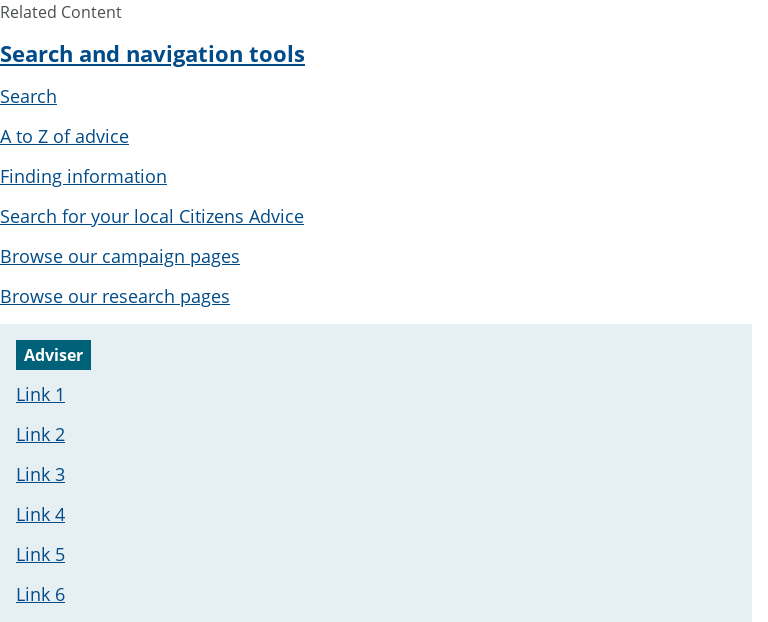 Related Content
Search and navigation tools
Search
A to Z of advice
Finding information
Search for your local Citizens Advice
Browse our campaign pages
Browse our research pages
Adviser
Link 1
Link 2
Link 3
Link 4
Link 5
Link 6